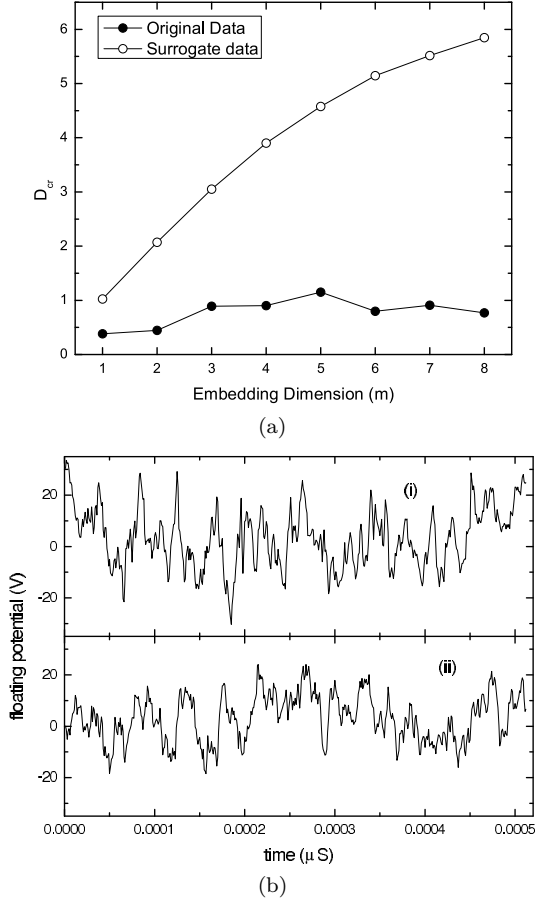 Original Data
Surrogate data
6
5
4
3
2
1
0
D_cr
1 2 3 4 5 6 7 8
Embedding Dimension (m)
(a)
(i)
20
0
-20
floating potential (V)
(ii)
20
0
-20
0.0000 0.0001 0.0002 0.0003 0.0004 0.0005
time (μ S)
(b)